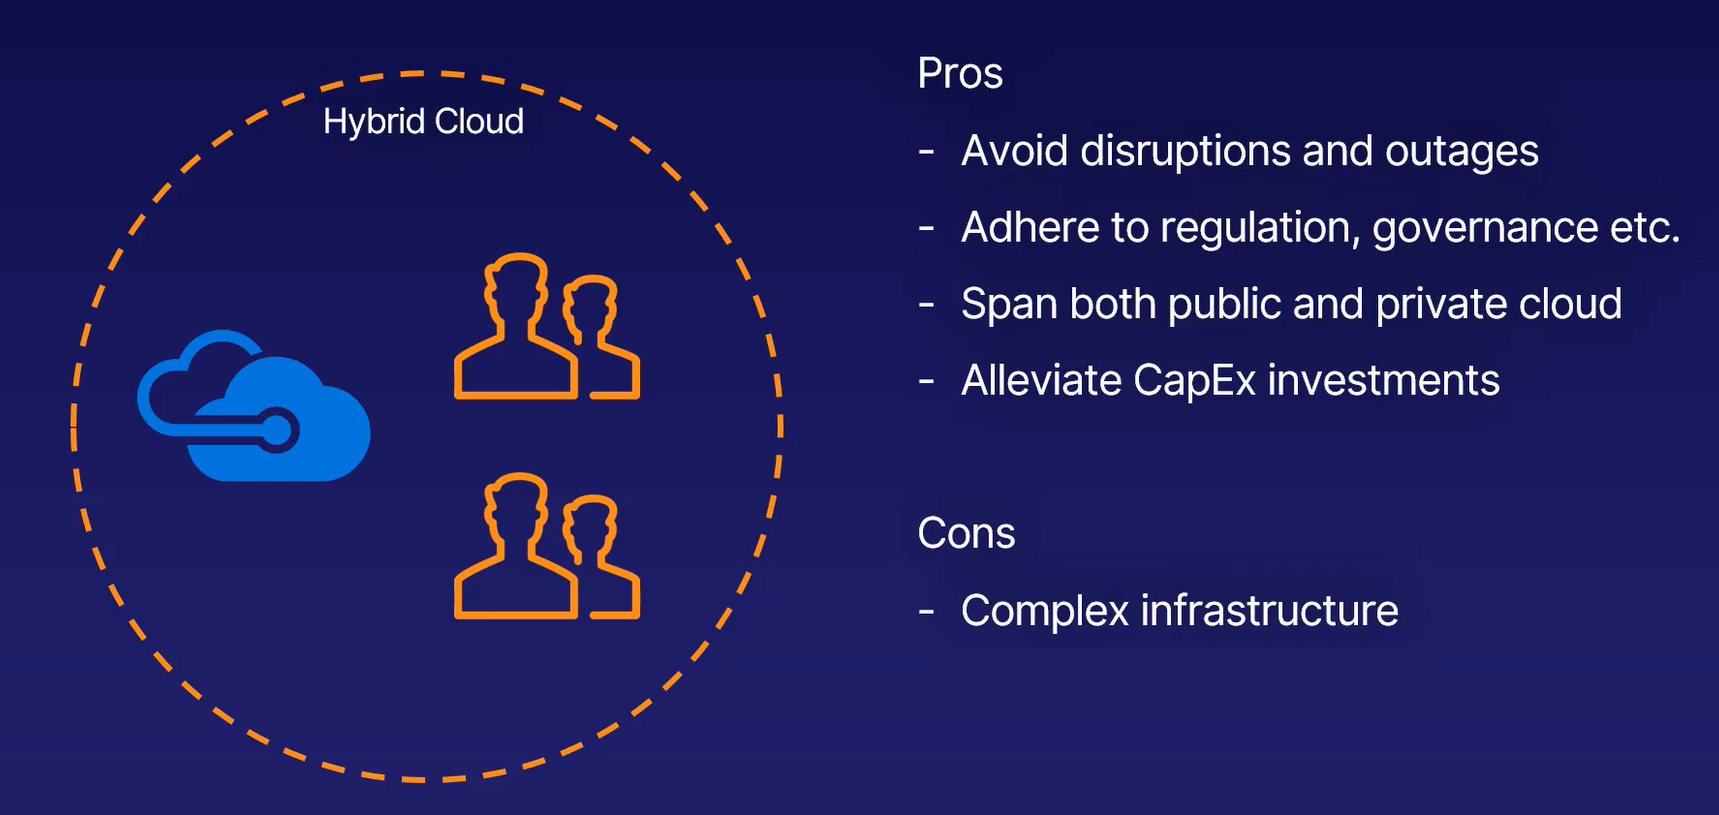 Hybrid Cloud
Pros
- Avoid disruptions and outages
- Adhere to regulation, governance etc.
- Span both public and private cloud
- Alleviate CapEx investments
Cons
- Complex infrastructure